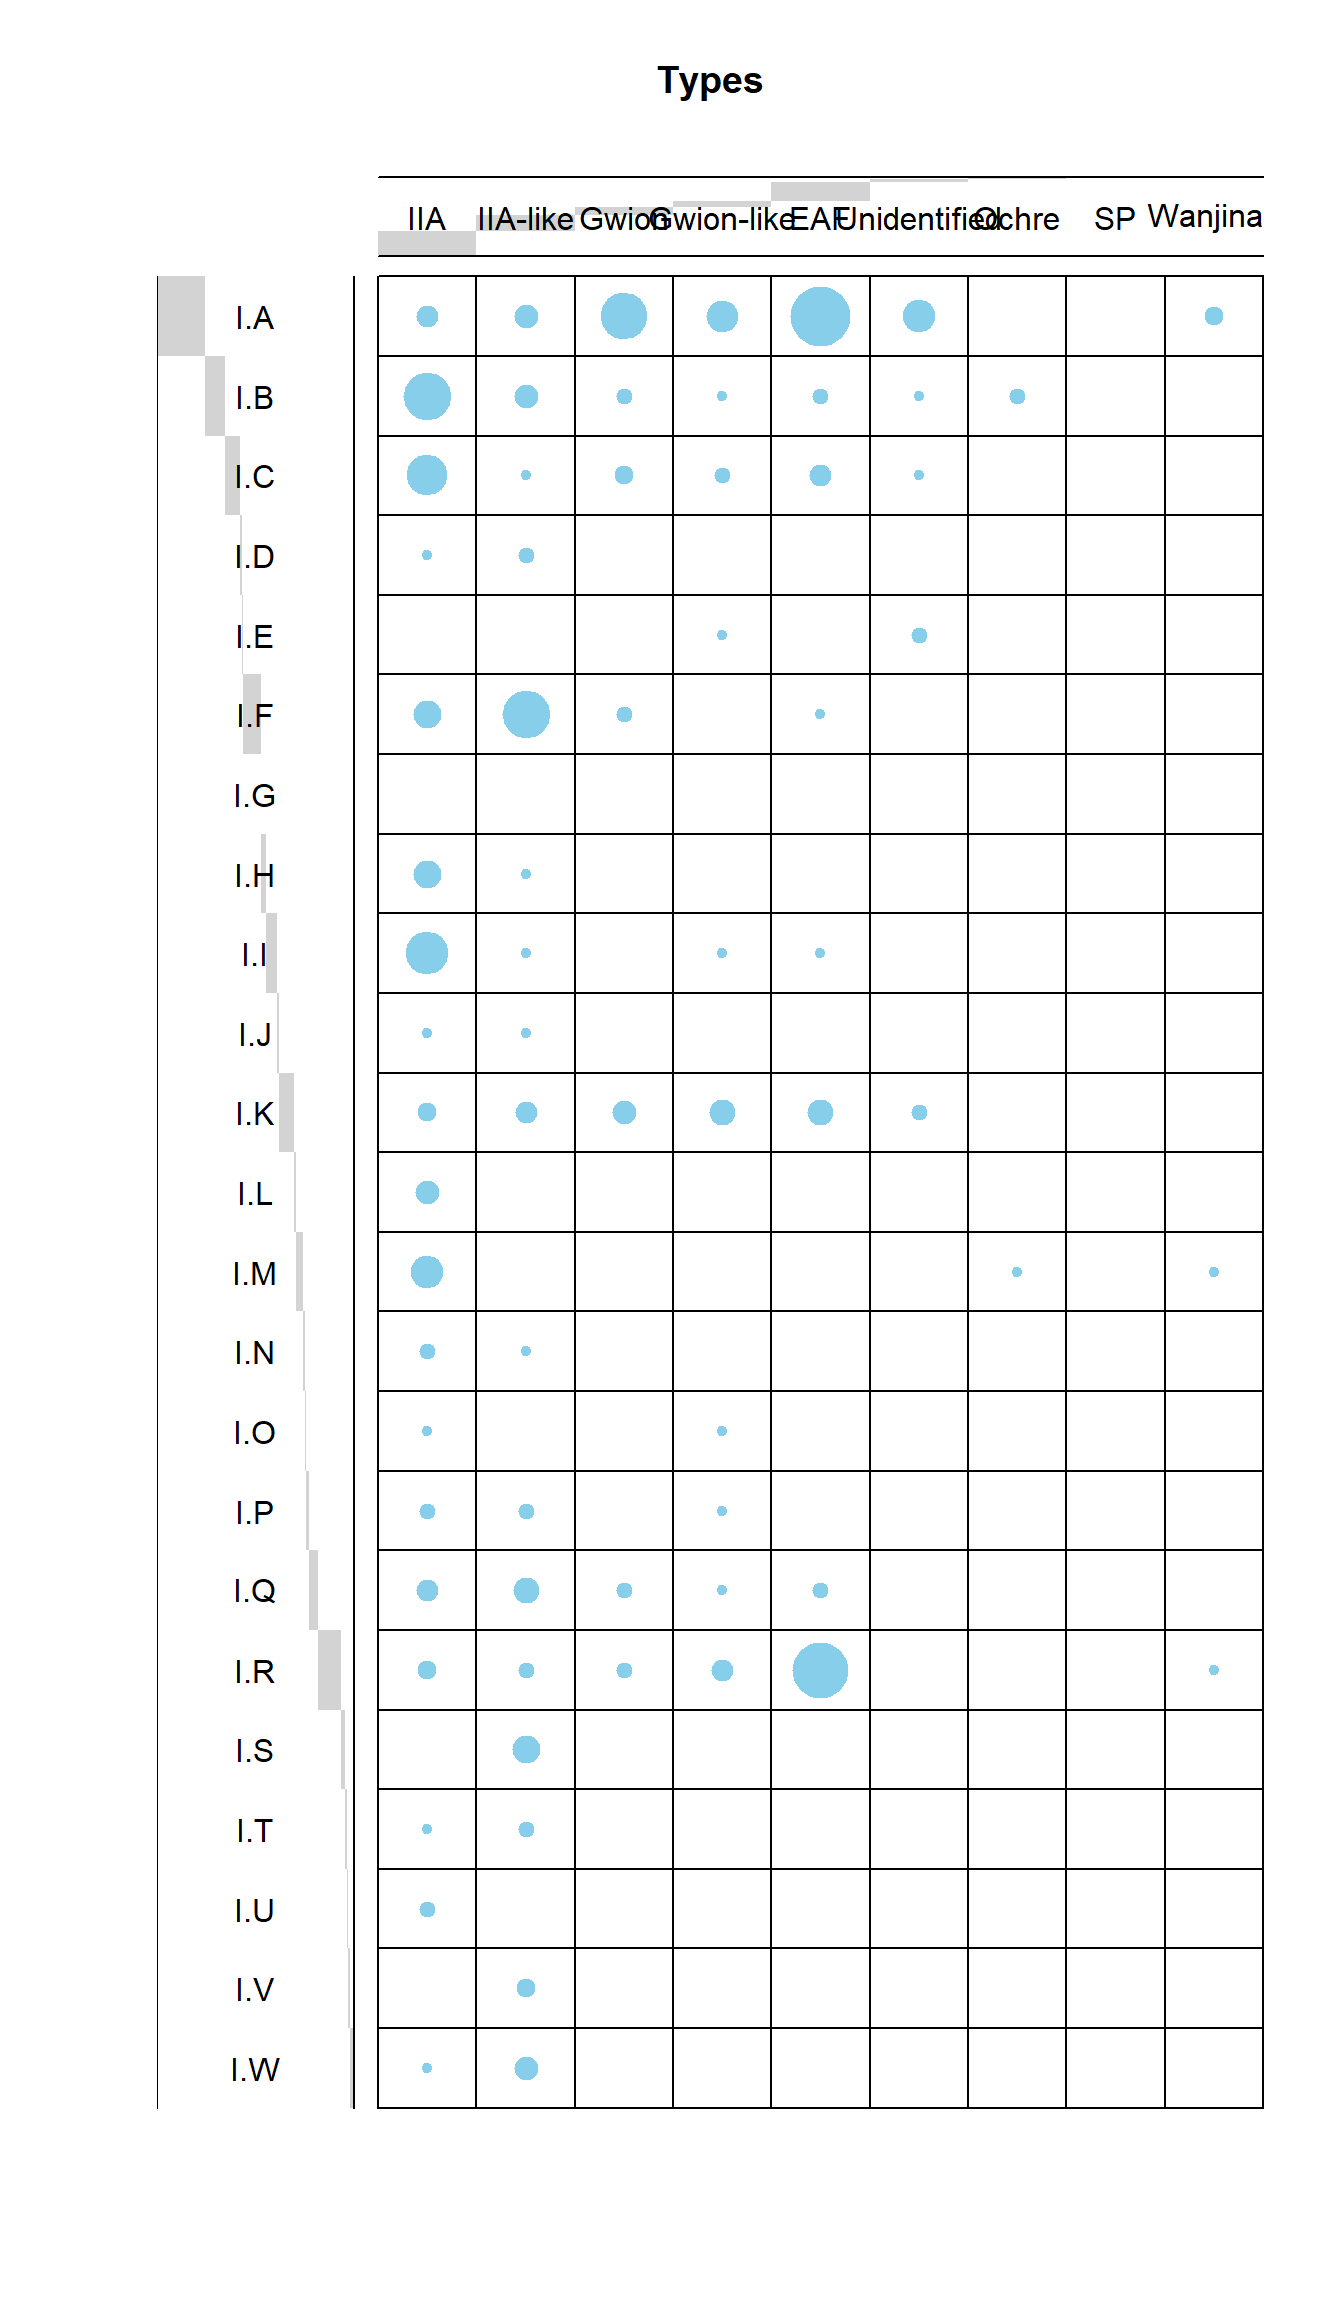 Types
IIA IIA-like Gwion Gwion-like EAF Unidentified Ochre SP Wanjina
I.A
I.B
I.C
I.D
I.E
I.F
I.G
I.H
I.I
I.J
I.K
I.L
I.M
I.N
I.O
I.P
I.Q
I.R
I.S
I.T
I.U
I.V
I.W